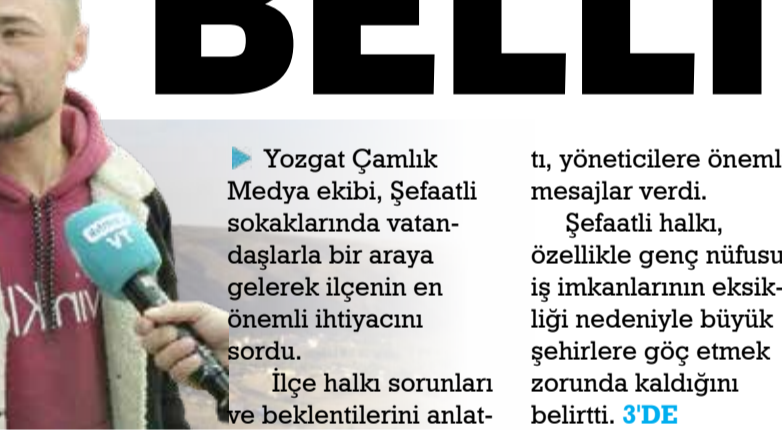 BELLİ
Yozgat Çamlık
Medya ekibi, Şefaatli
sokaklarında vatan-
daşlarla bir araya
gelerek ilçenin en
önemli ihtiyacını
sordu.
İlçe halkı sorunları
ve beklentilerini anlat-
tı, yöneticilere öneml
mesajlar verdi.
Şefaatli halkı,
özellikle genç nüfusu
iş imkanlarının eksik-
liği nedeniyle büyük
şehirlere göç etmek
zorunda kaldığını
belirtti. 3'DE